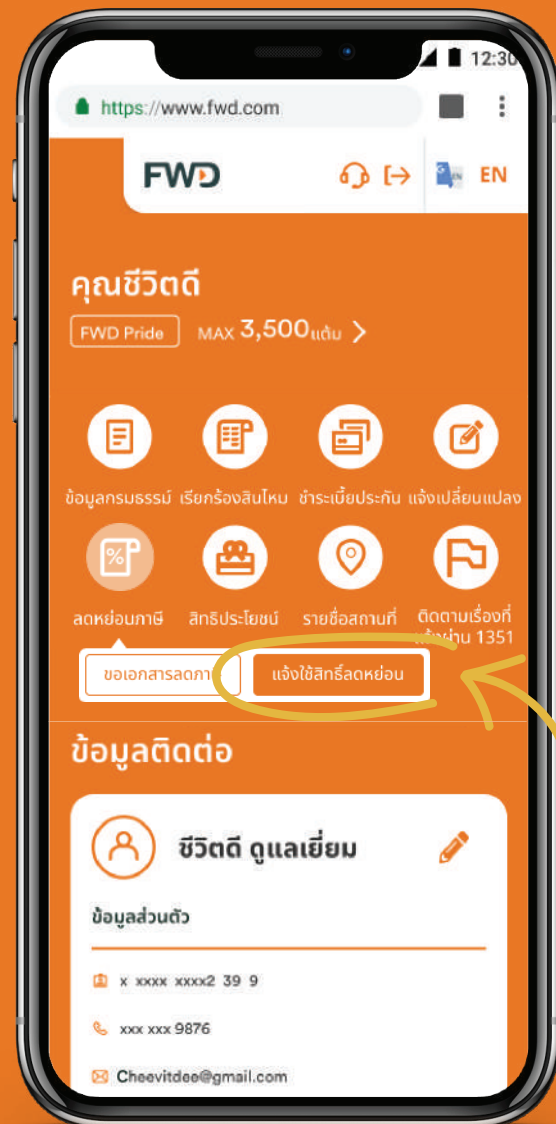 12:30
https://www.fwd.com
FWD
EN
คุณชีวิตดี
FWD Pride MAX 3,500แต้ม
ข้อมูลกรมธรรม์ เรียกร้องสินไหม ชำระเบี้ยประกัน แจ้งเปลี่ยนแปลง
ลดหย่อนภาษี สิทธิประโยชน์ รายชื่อสถานที่ ติดตามเรื่องที่
แจ้งผ่าน 1351
ขอเอกสารลดภาษี แจ้งใช้สิทธิ์ลดหย่อน
ข้อมูลติดต่อ
ชีวิตดี ดูแลเยี่ยม
ข้อมูลส่วนตัว
x xxxx xxxx2 39 9
xxx xxx 9876
Cheevitdee@gmail.com